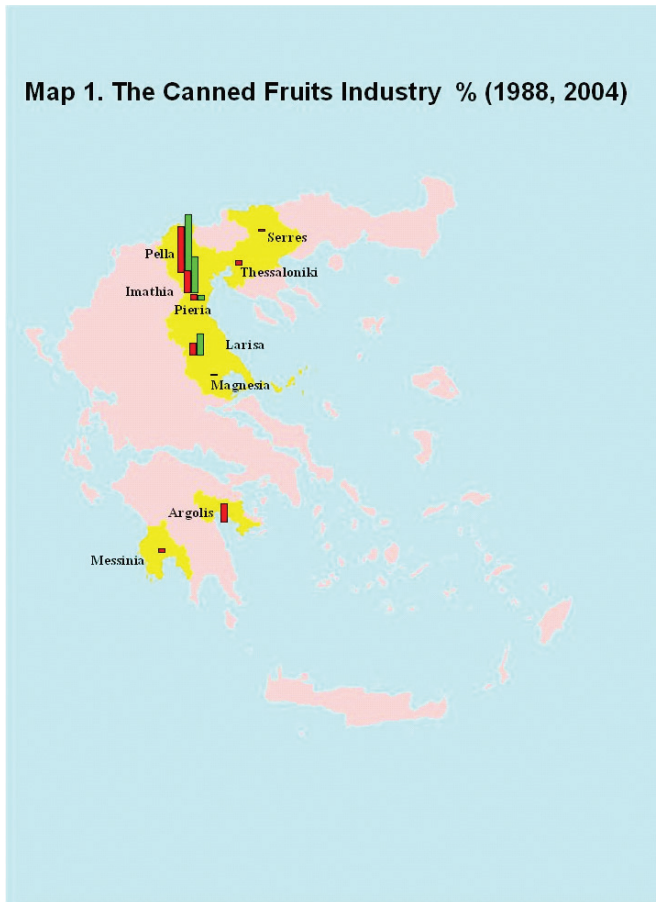 Map 1. The Canned Fruits Industry % (1988, 2004)
Serres
Pella
Thessaloniki
Imathia
Pieria
Larisa
Magnesia
Argolis
Messinia